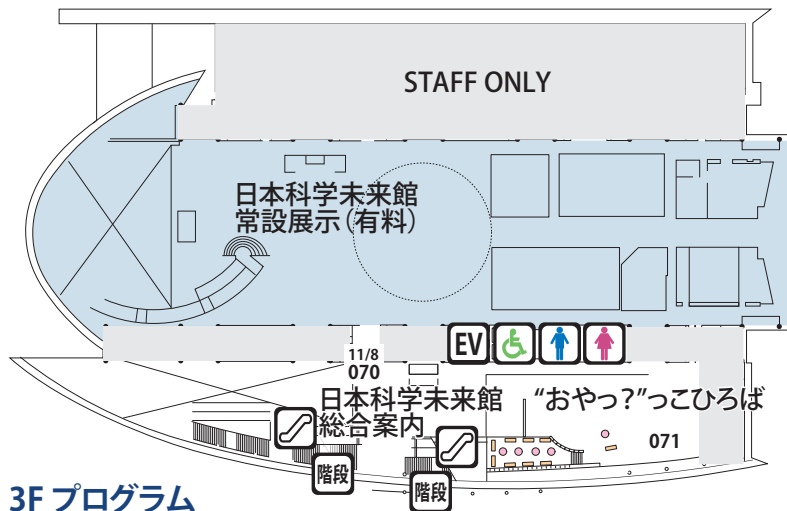 STAFF ONLY
日本科学未来館
常設展示（有料）
EV
11/8
070
日本科学未来館
総合案内
“おやっ？”っこひろば
071
階段
階段
3F プログラム